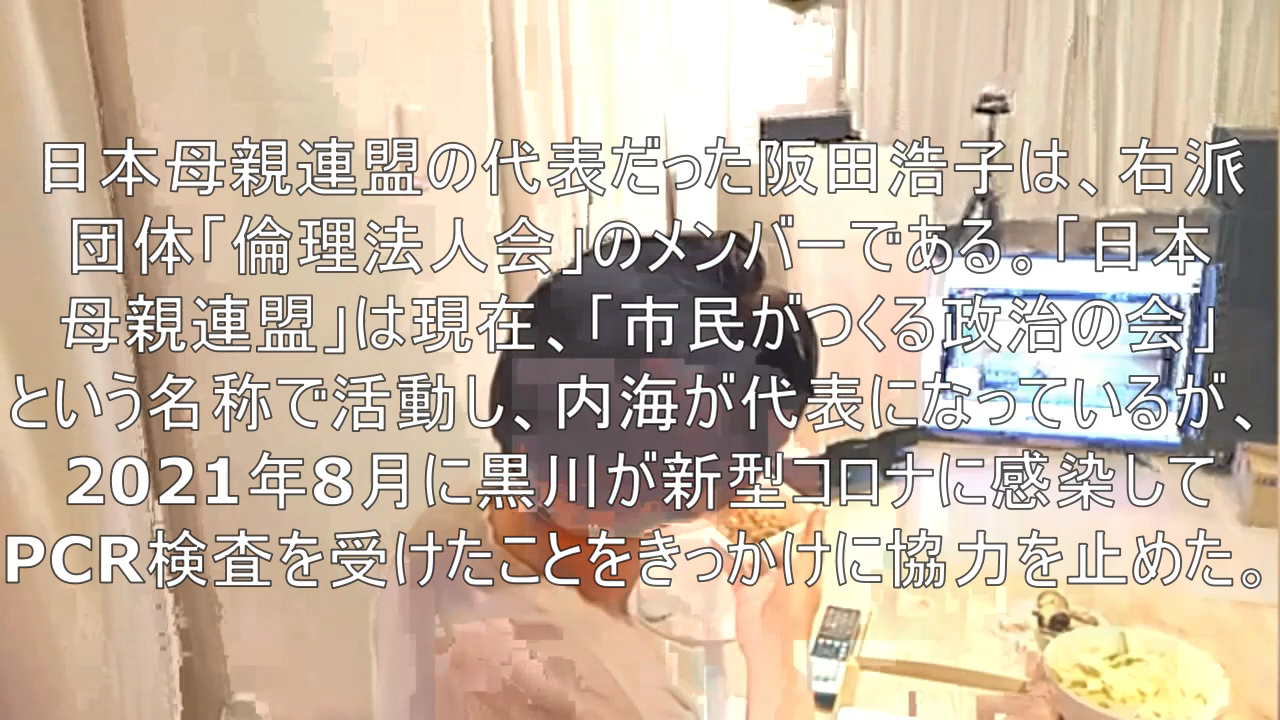 日本母親連盟の代表だった阪田浩子は、右派
団体「倫理法人会」のメンバーである。「日本
母親連盟」は現在、「市民がつくる政治の会」
という名称で活動し、内海が代表になっているが、
2021年8月に黒川が新型コロナに感染して
PCR検査を受けたことをきっかけに協力を止めた。